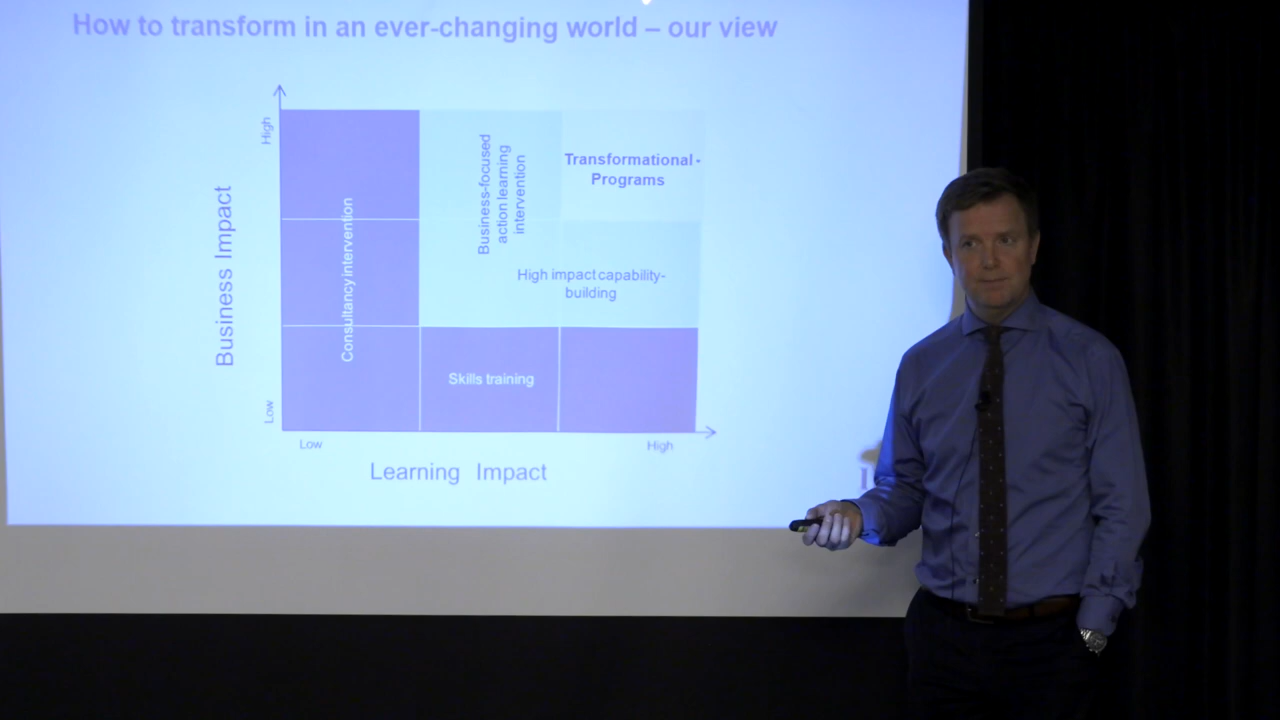 How to transform in an ever-changing world – our view
High
Business-focused
action learning
intervention
Transformational -
Programs
Business Impact
Consultancy intervention
High impact capability-
building
Skills training
Low
Low
High
Learning Impact